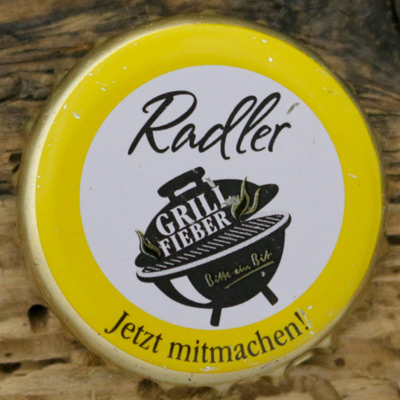 Radler
GRILL
FIEBER
Bitte ein Bit
Jetzt mitmachen!